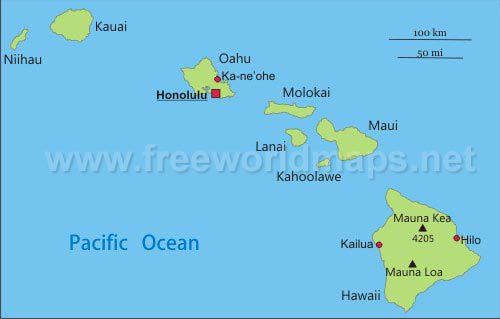 Kauai
Niihau
100 km
50 mi
Oahu
Ka-ne'ohe
Honolulu
Molokai
Maui
Lanai
Kahoolawe
www.freeworldmaps.net
Pacific Ocean
Mauna Kea
4205
Kailua
Hilo
Mauna Loa
Hawaii